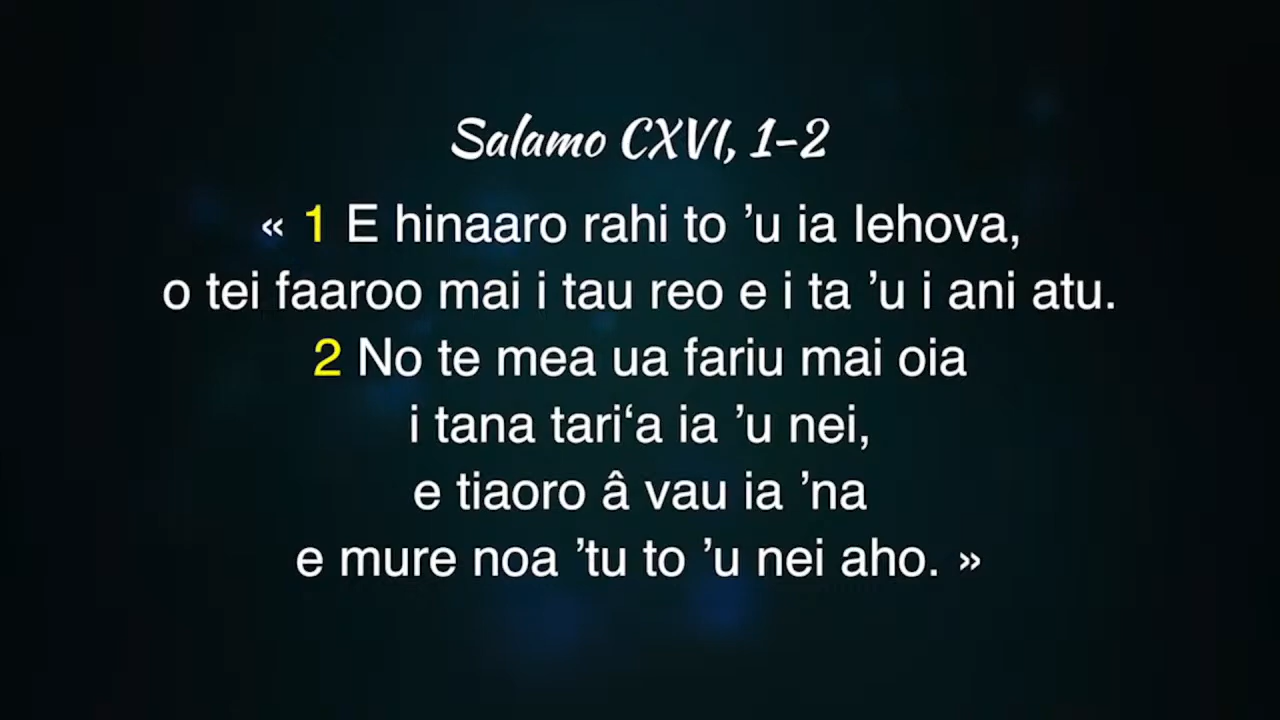 Salamo CXVI, 1-2
« 1 E hinaaro rahi to ’u ia Iehova,
o tei faaroo mai i tau reo e i ta ’u i ani atu.
2 No te mea ua fariu mai oia
i tana tari‘a ia ’u nei,
e tiaoro â vau ia ’na
e mure noa ’tu to ’u nei aho. »